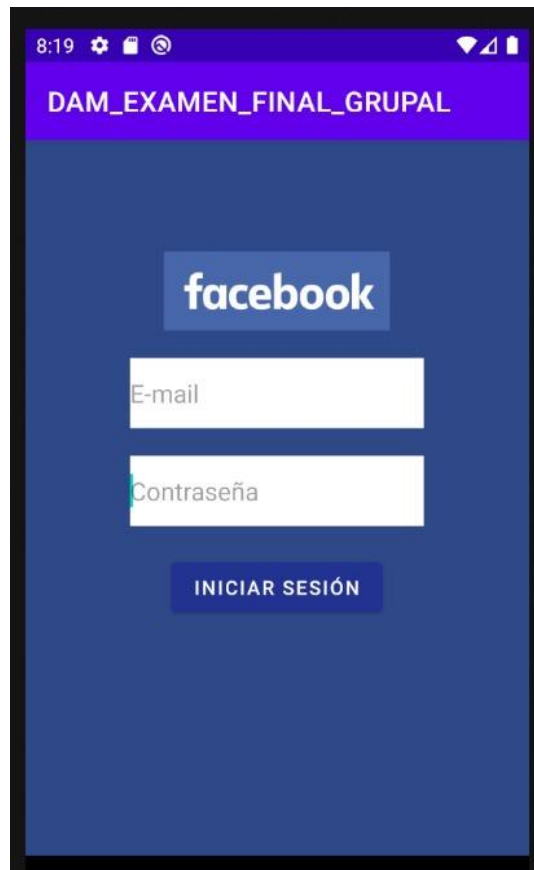 8:19
DAM_EXAMEN_FINAL_GRUPAL
facebook
E-mail
Contraseña
INICIAR SESIÓN